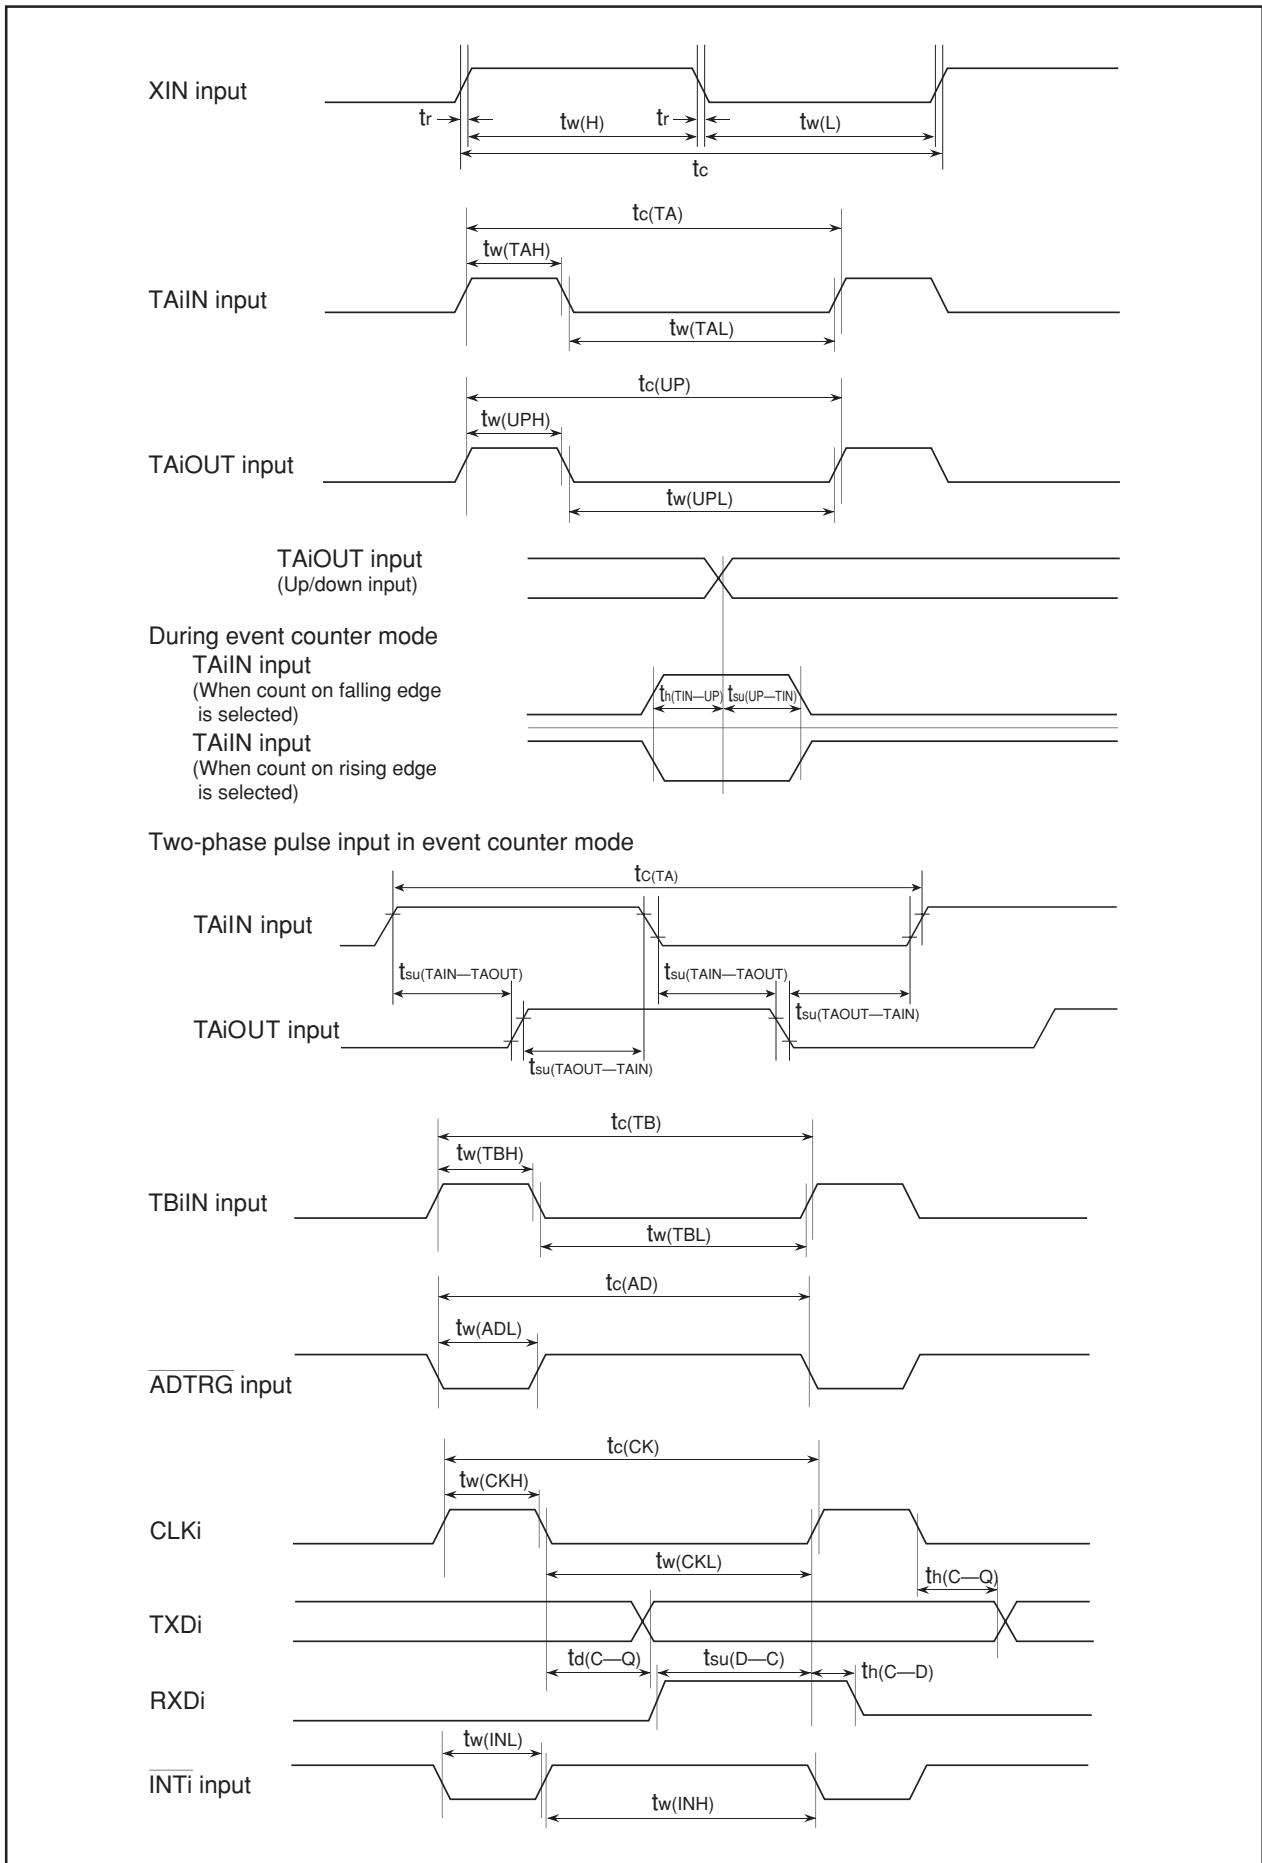 XIN input
tr
tw(H)
tr
tw(L)
tc
tc(TA)
tw(TAH)
TAiIN input
tw(TAL)
tc(UP)
tw(UPH)
TAiOUT input
tw(UPL)
TAiOUT input
(Up/down input)
During event counter mode
TAiIN input
(When count on falling edge
is selected)
th(TIN—UP)
tsu(UP—TIN)
TAiIN input
(When count on rising edge
is selected)
Two-phase pulse input in event counter mode
tC(TA)
TAiIN input
tsu(TAIN—TAOUT)
tsu(TAIN—TAOUT)
tsu(TAOUT—TAIN)
TAiOUT input
tsu(TAOUT—TAIN)
tc(TB)
tw(TBH)
TBiIN input
tw(TBL)
tc(AD)
tw(ADL)
ADTRG input
tc(CK)
tw(CKH)
CLKi
tw(CKL)
th(C—Q)
TXDi
td(C—Q)
tsu(D—C)
th(C—D)
RXDi
tw(INL)
INTi input
tw(INH)